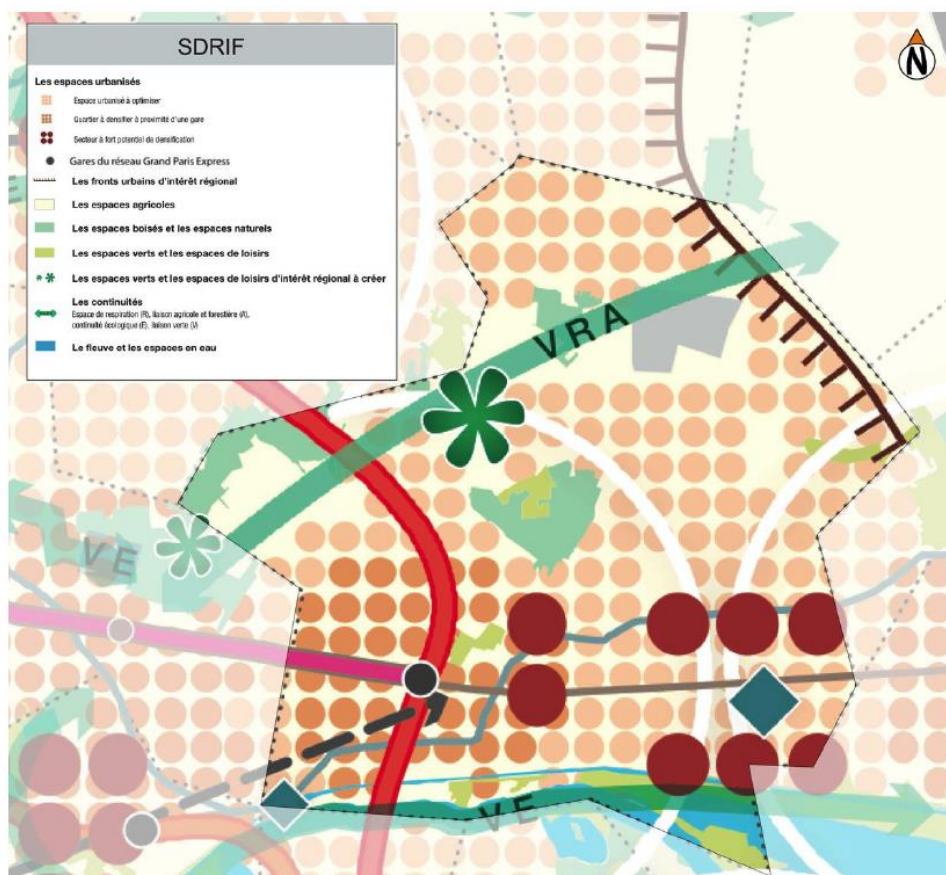 SDRIF
N
Les espaces urbanisés
Espace urbanisé à optimiser
Quartier à densifier à proximité d'une gare
Secteur à fort potentiel de densification
Gares du réseau Grand Paris Express
Les fronts urbains d'intérêt régional
Les espaces agricoles
Les espaces boisés et les espaces naturels
Les espaces verts et les espaces de loisirs
Les espaces verts et les espaces de loisirs d'intérêt régional à créer
Les continuités
Espace de respiration (R), liaison agricole et forestière (A),
continuité écologique (E), liaison verte (V)
Le fleuve et les espaces en eau
VRA
E
VE
VE